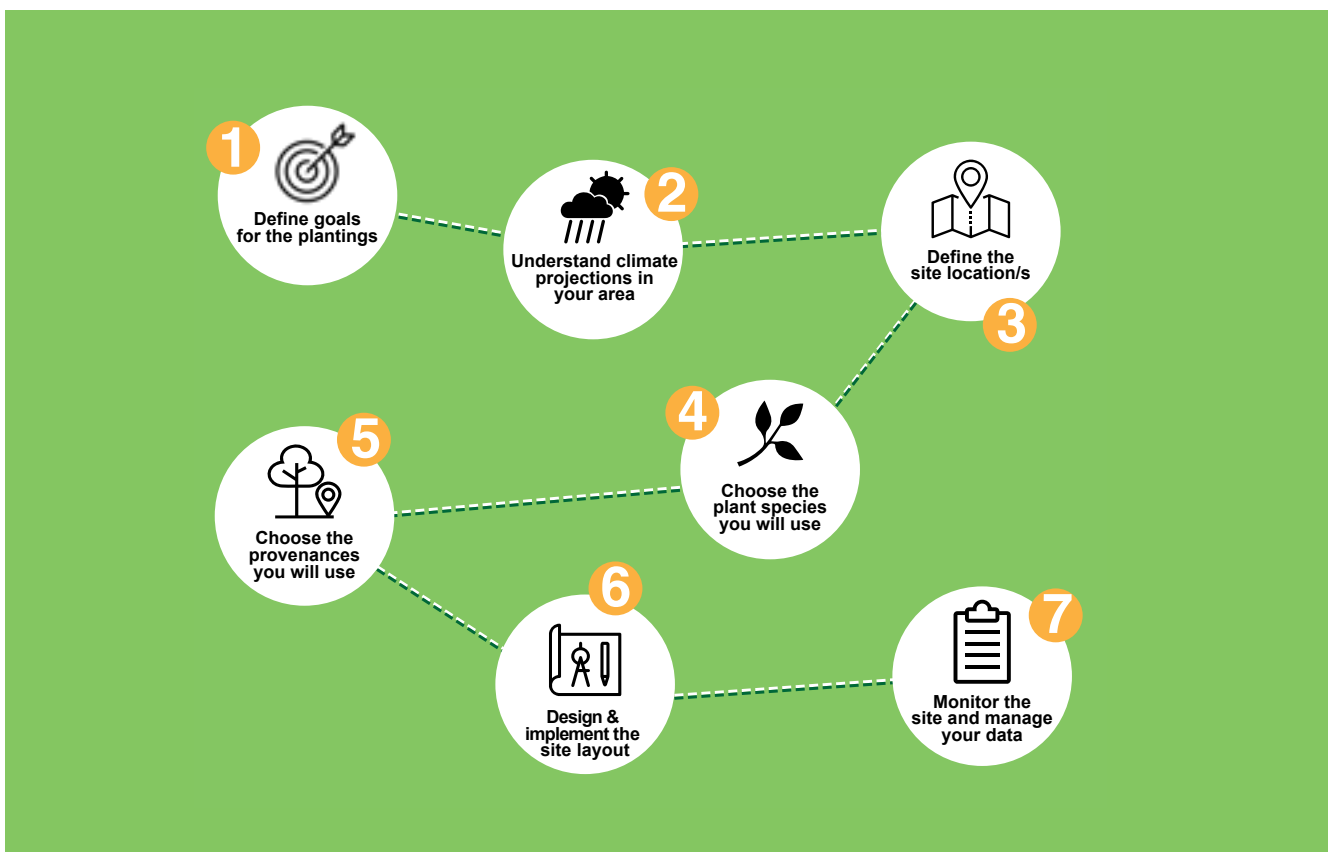 1
Define goals
for the plantings
2
Understand climate
projections in
your area
3
Define the
site location/s
4
Choose the
plant species
you will use
5
Choose the
provenances
you will use
6
Design &
implement the
site layout
7
Monitor the
site and manage
your data